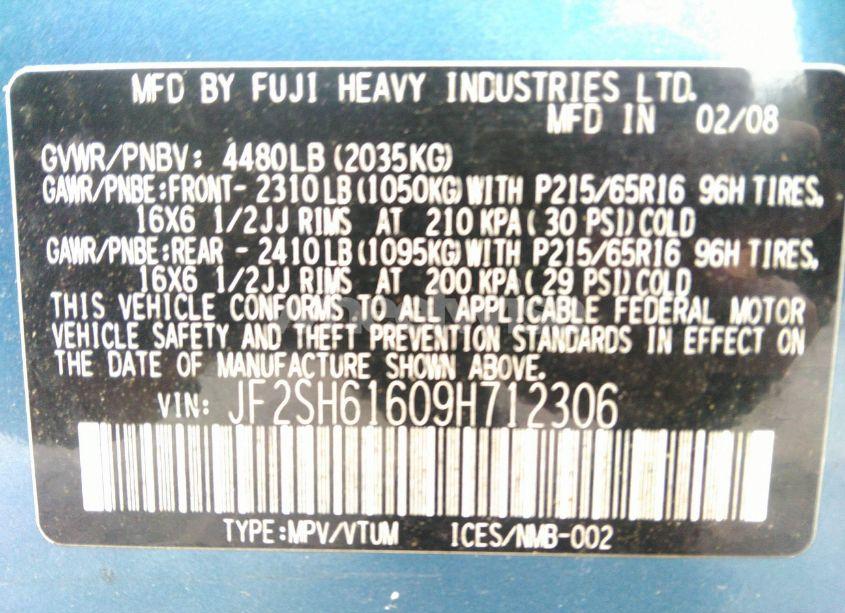 MFD BY FUJI HEAVY INDUSTRIES LTD.
MFD IN 02/08
GVWR/PNBV: 4480LB (2035KG)
GAWR/PNBE:FRONT- 2310LB (1050KG) WITH P215/65R16 96H TIRES,
16X6 1/2JJ RIMS AT 210 KPA ( 30 PSI) COLD
GAWR/PNBE:REAR - 2410LB (1095KG) WITH P215/65R16 96H TIRES,
16X6 1/2JJ RIMS AT 200 KPA ( 29 PSI) COLD
THIS VEHICLE CONFORMS TO ALL APPLICABLE FEDERAL MOTOR
VEHICLE SAFETY AND THEFT PREVENTION STANDARDS IN EFFECT ON
THE DATE OF MANUFACTURE SHOWN ABOVE.
VIN: JF2SH61609H712306
TYPE:MPV/VTUM ICES/NMB-002